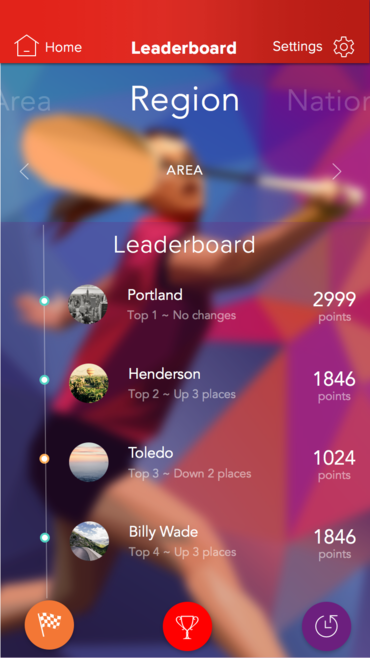 Home
Leaderboard
Settings
Area
Region
Nation
AREA
Leaderboard
Portland
2999
Top 1 ~ No changes
points
Henderson
1846
Top 2 ~ Up 3 places
points
Toledo
1024
Top 3 ~ Down 2 places
points
Billy Wade
1846
Top 4 ~ Up 3 places
points